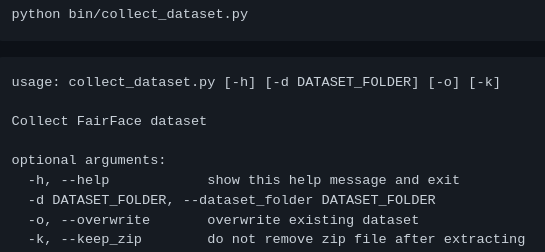 python bin/collect_dataset.py
usage: collect_dataset.py [-h] [-d DATASET_FOLDER] [-o] [-k]
Collect FairFace dataset
optional arguments:
-h, --help show this help message and exit
-d DATASET_FOLDER, --dataset_folder DATASET_FOLDER
-o, --overwrite overwrite existing dataset
-k, --keep_zip do not remove zip file after extracting